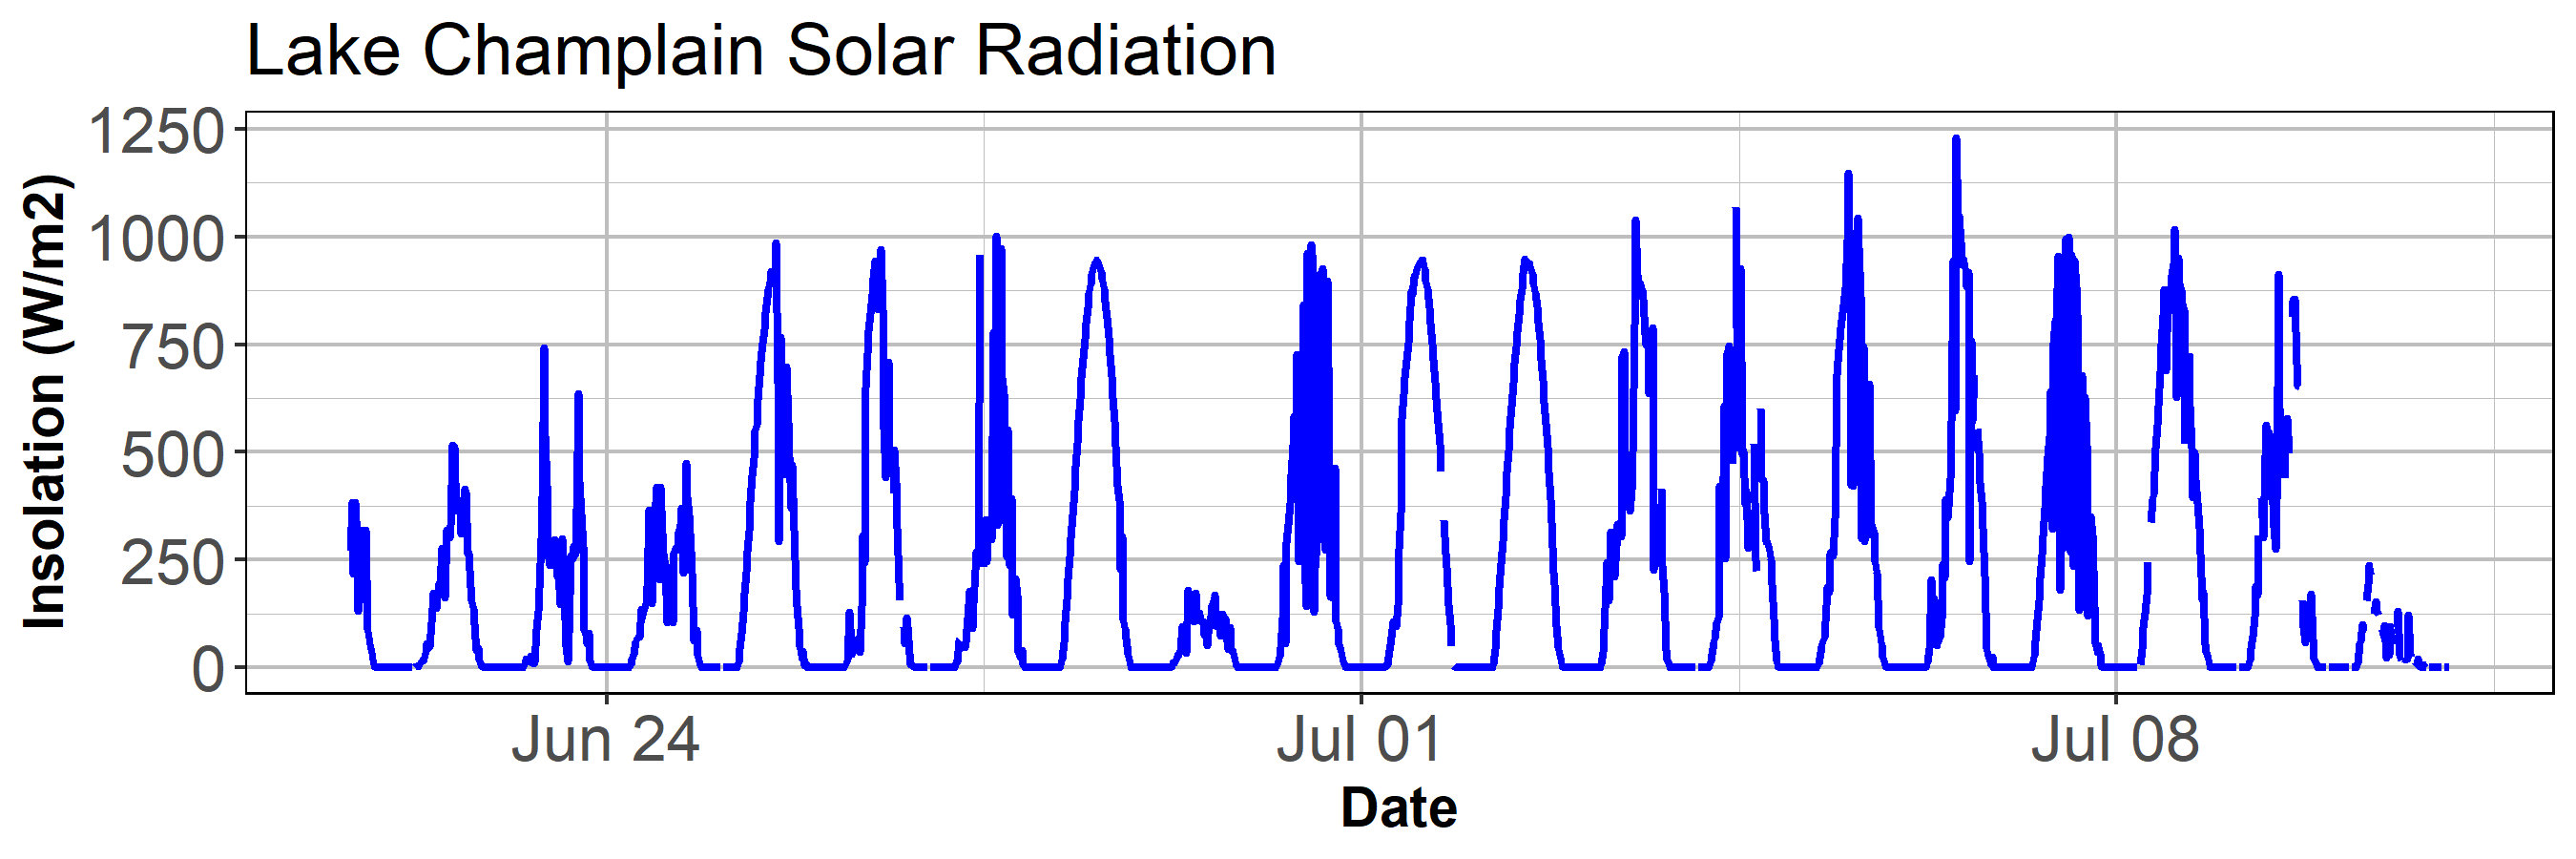 Lake Champlain Solar Radiation
1250
1000
750
500
250
0
Insolation (W/m2)
Jun 24
Jul 01
Jul 08
Date